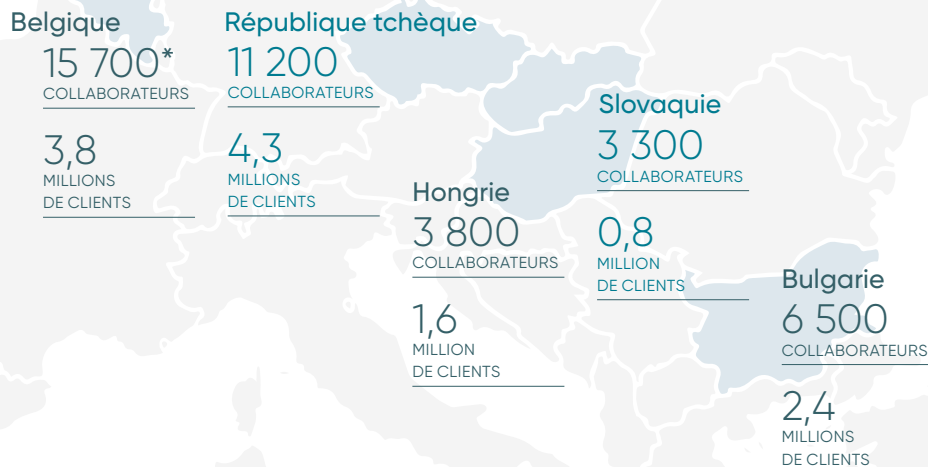 Belgique
15 700*
COLLABORATEURS
3,8
MILLIONS
DE CLIENTS
République tchèque
11 200
COLLABORATEURS
4,3
MILLIONS
DE CLIENTS
Hongrie
3 800
COLLABORATEURS
1,6
MILLION
DE CLIENTS
Slovaquie
3 300
COLLABORATEURS
0,8
MILLION
DE CLIENTS
Bulgarie
6 500
COLLABORATEURS
2,4
MILLIONS
DE CLIENTS